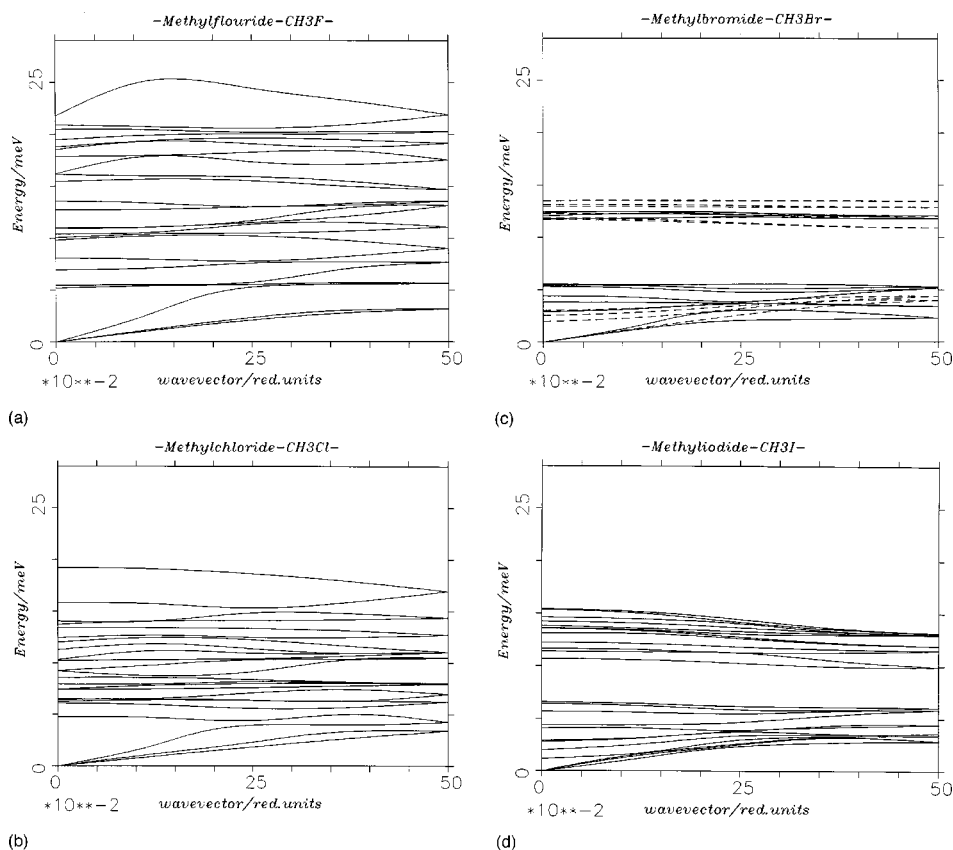 -Methylflouride-CH3F-
25
Energy/meV
0
0
25
50
*10**-2
wavevector/red.units
(a)
-Methylbromide-CH3Br-
25
Energy/meV
0
0
25
50
*10**-2
wavevector/red.units
(c)
-Methylchloride-CH3Cl-
25
Energy/meV
0
0
25
50
*10**-2
wavevector/red.units
(b)
-Methyliodide-CH3I-
25
Energy/meV
0
0
25
50
*10**-2
wavevector/red.units
(d)